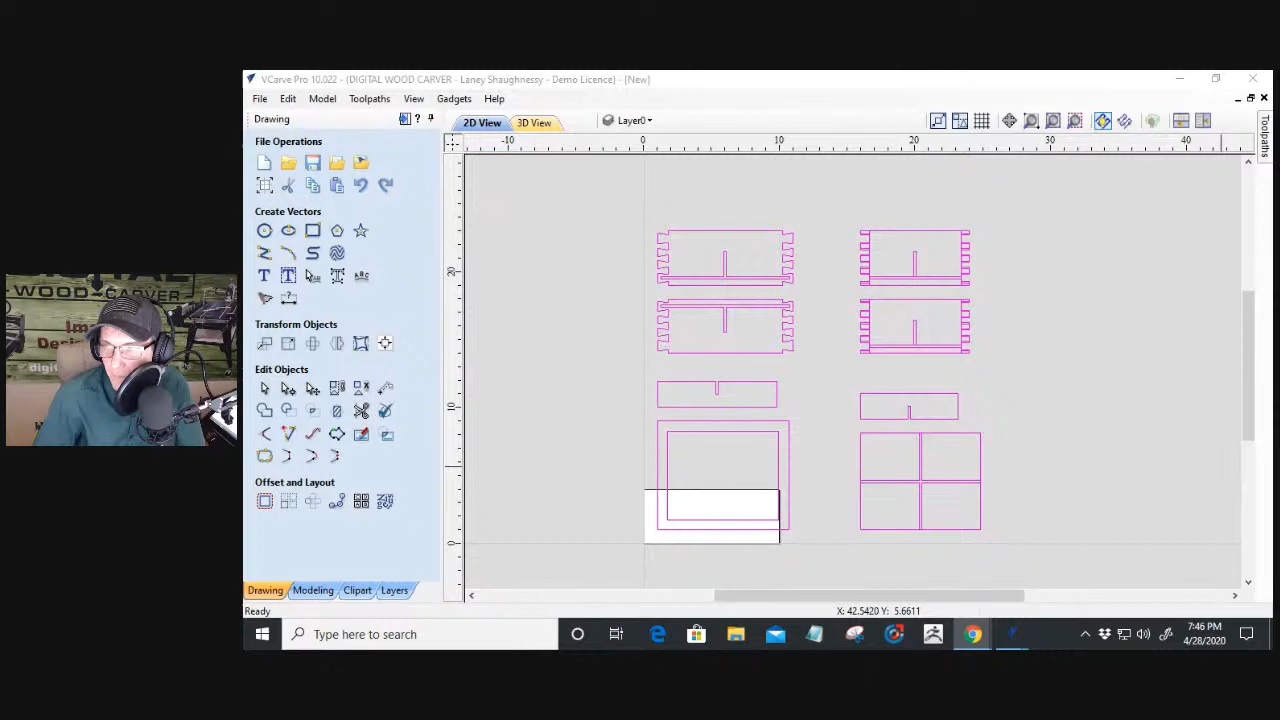 VCarve Pro 10.022 - {DIGITAL WOOD CARVER - Laney Shaughnessy - Demo Licence} - {New}
File Edit Model Toolpaths View Gadgets Help
Drawing
2D View 3D View Layer0
-10 0 10 20 30 40
File Operations
Create Vectors
Transform Objects
Edit Objects
Offset and Layout
20
10
0
Toolpaths
Drawing Modeling Clipart Layers
Ready
X: 42.5420 Y: 5.6611
Type here to search
7:46 PM
4/28/2020
WOOD-CARVER